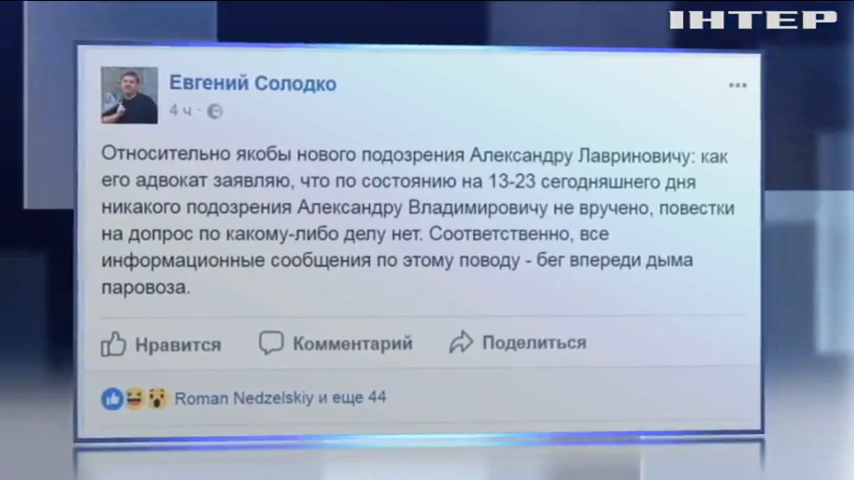 ІНТЕР
Евгений Солодко
4 ч ·
Относительно якобы нового подозрения Александру Лавриновичу: как
его адвокат заявляю, что по состоянию на 13-23 сегодняшнего дня
никакого подозрения Александру Владимировичу не вручено, повестки
на допрос по какому-либо делу нет. Соответственно, все
информационные сообщения по этому поводу - бег впереди дыма
паровоза.
Нравится Комментарий Поделиться
Roman Nedzelskiy и еще 44